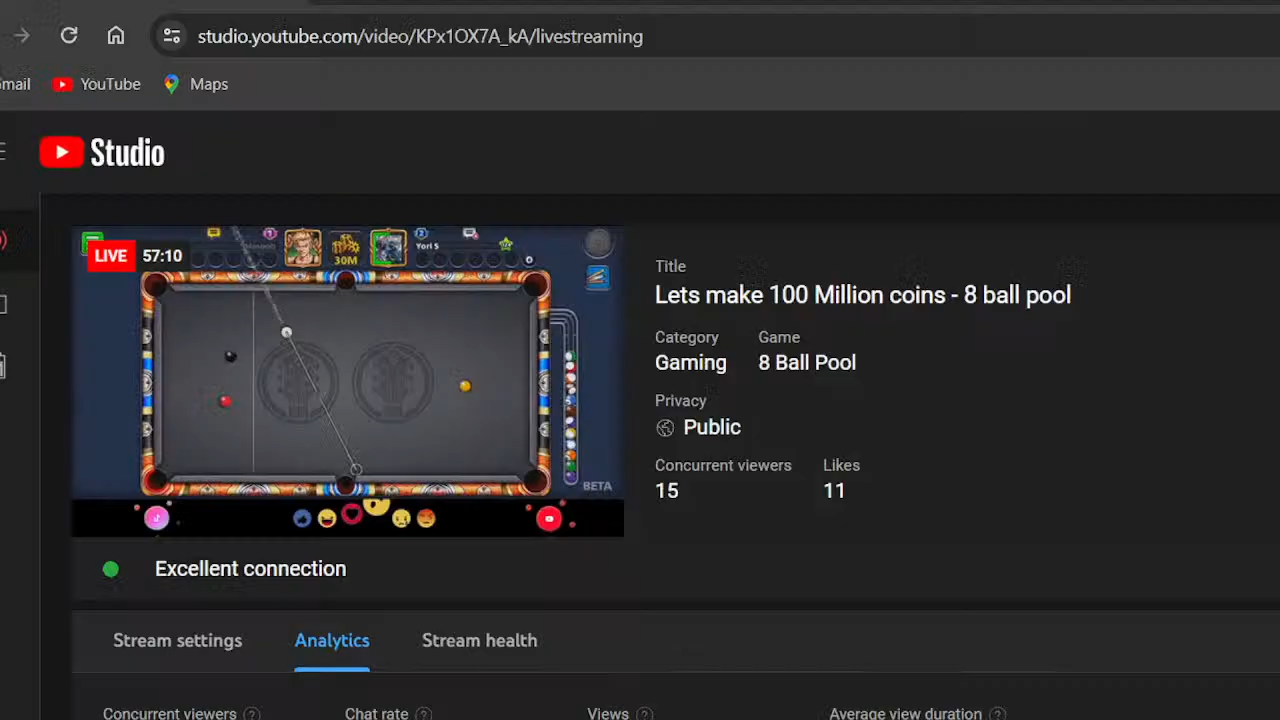 studio.youtube.com/video/KPx1OX7A_kA/livestreaming
YouTube
Maps
Studio
LIVE 57:10
30M
Yori S
BETA
Title
Lets make 100 Million coins - 8 ball pool
Category Game
Gaming 8 Ball Pool
Privacy
Public
Concurrent viewers Likes
15 11
Excellent connection
Stream settings Analytics Stream health
Concurrent viewers Chat rate Views Average view duration